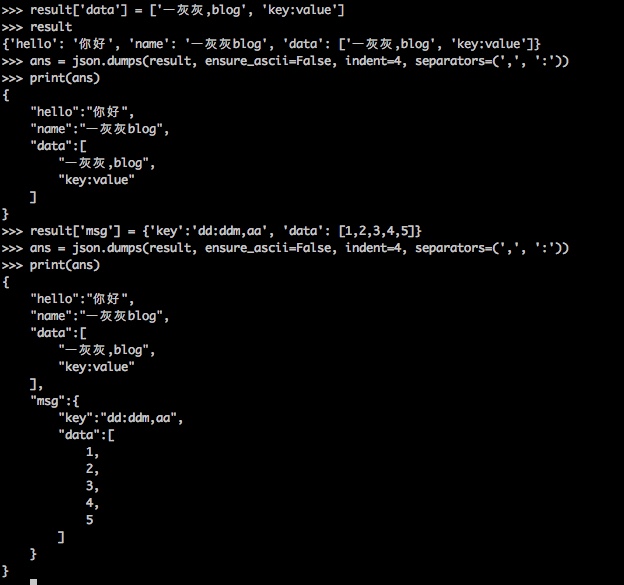 >>> result['data'] = ['一灰灰,blog', 'key:value']
>>> result
{'hello': '你好', 'name': '一灰灰blog', 'data': ['一灰灰,blog', 'key:value']}
>>> ans = json.dumps(result, ensure_ascii=False, indent=4, separators=(',', ':'))
>>> print(ans)
{
    "hello":"你好",
    "name":"一灰灰blog",
    "data":[
        "一灰灰,blog",
        "key:value"
    ]
}
>>> result['msg'] = {'key':'dd:ddm,aa', 'data': [1,2,3,4,5]}
>>> ans = json.dumps(result, ensure_ascii=False, indent=4, separators=(',', ':'))
>>> print(ans)
{
    "hello":"你好",
    "name":"一灰灰blog",
    "data":[
        "一灰灰,blog",
        "key:value"
    ],
    "msg":{
        "key":"dd:ddm,aa",
        "data":[
            1,
            2,
            3,
            4,
            5
        ]
    }
}